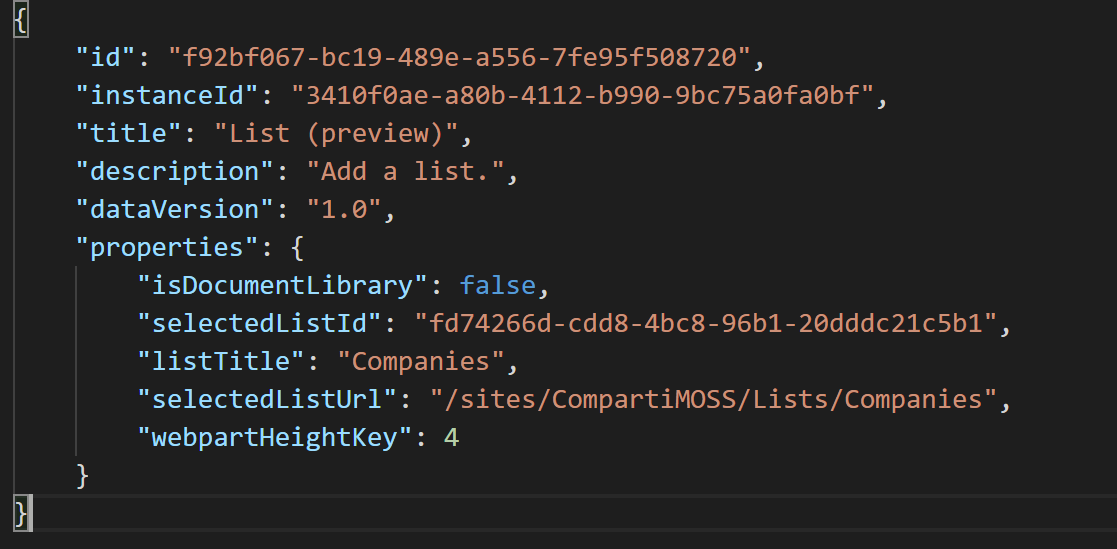 {
    "id": "f92bf067-bc19-489e-a556-7fe95f508720",
    "instanceId": "3410f0ae-a80b-4112-b990-9bc75a0fa0bf",
    "title": "List (preview)",
    "description": "Add a list.",
    "dataVersion": "1.0",
    "properties": {
        "isDocumentLibrary": false,
        "selectedListId": "fd74266d-cdd8-4bc8-96b1-20dddc21c5b1",
        "listTitle": "Companies",
        "selectedListUrl": "/sites/CompartiMOSS/Lists/Companies",
        "webpartHeightKey": 4
    }
}